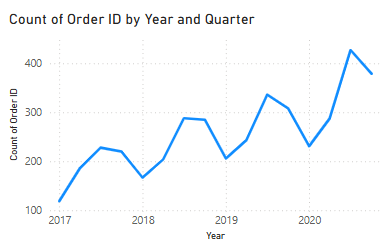 Count of Order ID by Year and Quarter
Count of Order ID
400
300
200
100
2017 2018 2019 2020
Year